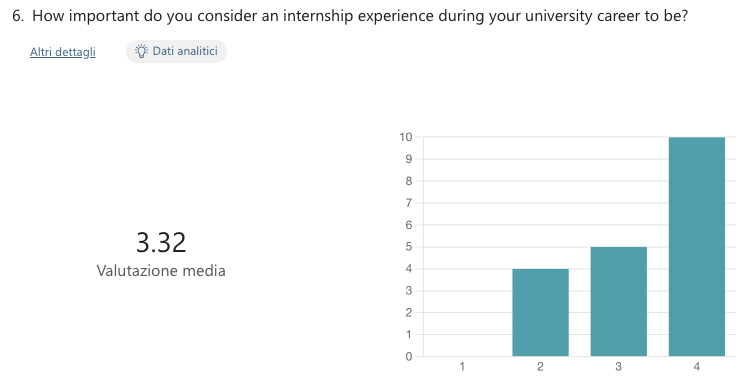 6. How important do you consider an internship experience during your university career to be?
Altri dettagli
Dati analitici
3.32
Valutazione media
10
9
8
7
6
5
4
3
2
1
0
1 2 3 4